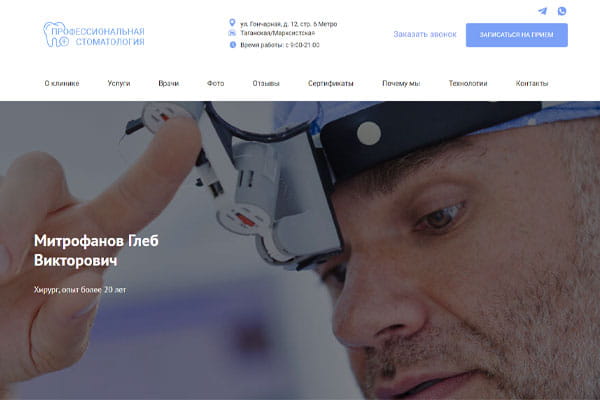 ПРОФЕССИОНАЛЬНАЯ
СТОМАТОЛОГИЯ
ул. Гончарная, д. 12, стр. 6 Метро
Таганская/Марксистская
Время работы: с 9:00-21:00
Заказать звонок
ЗАПИСАТЬСЯ НА ПРИЕМ
О клинике Услуги Врачи Фото Отзывы Сертификаты Почему мы Технологии Контакты
Митрофанов Глеб
Викторович
Хирург, опыт более 20 лет